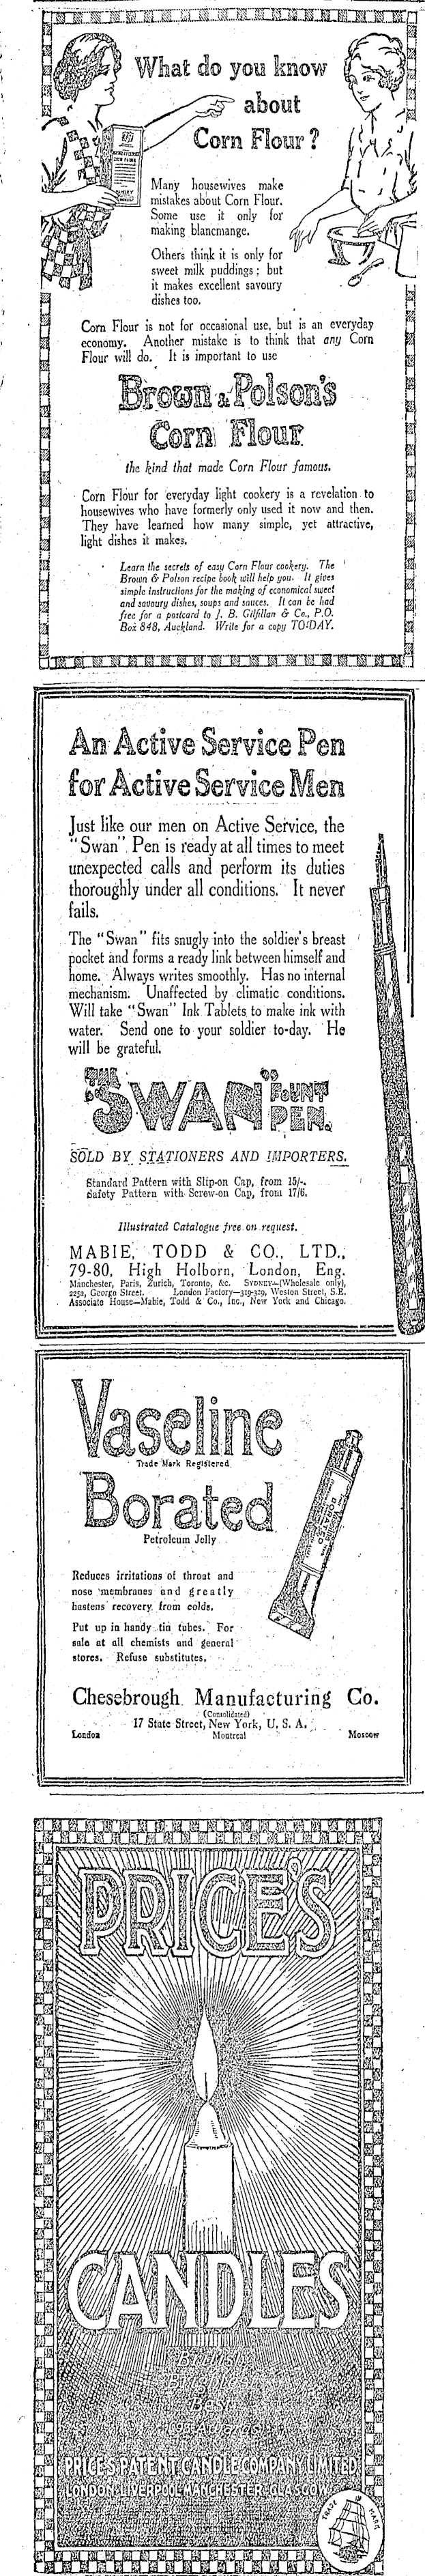 What do you know
about
Corn Flour?
Many housewives make
mistakes about Corn Flour.
Some use it only for
making blancmange.
Others think it is only for
sweet milk puddings; but
it makes excellent savoury
dishes too.
Corn Flour is not for occasional use, but is an everyday
economy. Another mistake is to think that any Corn
Flour will do. It is important to use
Brown & Polson's
Corn Flour
the kind that made Corn Flour famous.
Corn Flour for everyday light cookery is a revelation to
housewives who have formerly only used it now and then.
They have learned how many simple, yet attractive,
light dishes it makes.
Learn the secrets of easy Corn Flour cookery. The
Brown & Polson recipe book will help you. It gives
simple instructions for the making of economical sweet
and savoury dishes, soups and sauces. It can be had
free for a postcard to J. B. Gilfillan & Co., P.O.
Box 848, Auckland. Write for a copy TO-DAY.
An Active Service Pen
for Active Service Men
Just like our men on Active Service, the
"Swan" Pen is ready at all times to meet
unexpected calls and perform its duties
thoroughly under all conditions. It never
fails.
The "Swan" fits snugly into the soldier's breast
pocket and forms a ready link between himself and
home. Always writes smoothly. Has no internal
mechanism. Unaffected by climatic conditions.
Will take "Swan" Ink Tablets to make ink with
water. Send one to your soldier to-day. He
will be grateful.
THE
"SWAN" FOUNT
PEN.
SOLD BY STATIONERS AND IMPORTERS.
Standard Pattern with Slip-on Cap, from 15/-.
Safety Pattern with Screw-on Cap, from 17/6.
Illustrated Catalogue free on request.
MABIE, TODD & CO., LTD.,
79-80, High Holborn, London, Eng.
Manchester, Paris, Zurich, Toronto, &c. SYDNEY—(Wholesale only),
225a, George Street. London Factory—319-329, Weston Street, S.E.
Associate House—Mabie, Todd & Co., Inc., New York and Chicago.
Vaseline
Trade Mark Registered
Borated
Petroleum Jelly
Reduces irritations of throat and
nose membranes and greatly
hastens recovery from colds.
Put up in handy tin tubes. For
sale at all chemists and general
stores. Refuse substitutes.
Chesebrough Manufacturing Co.
(Consolidated)
17 State Street, New York, U. S. A.
London Montreal Moscow
PRICE'S
CANDLES
PRICE'S PATENT CANDLE COMPANY LIMITED
LONDON-LIVERPOOL-MANCHESTER-GLASGOW
TRADE MARK